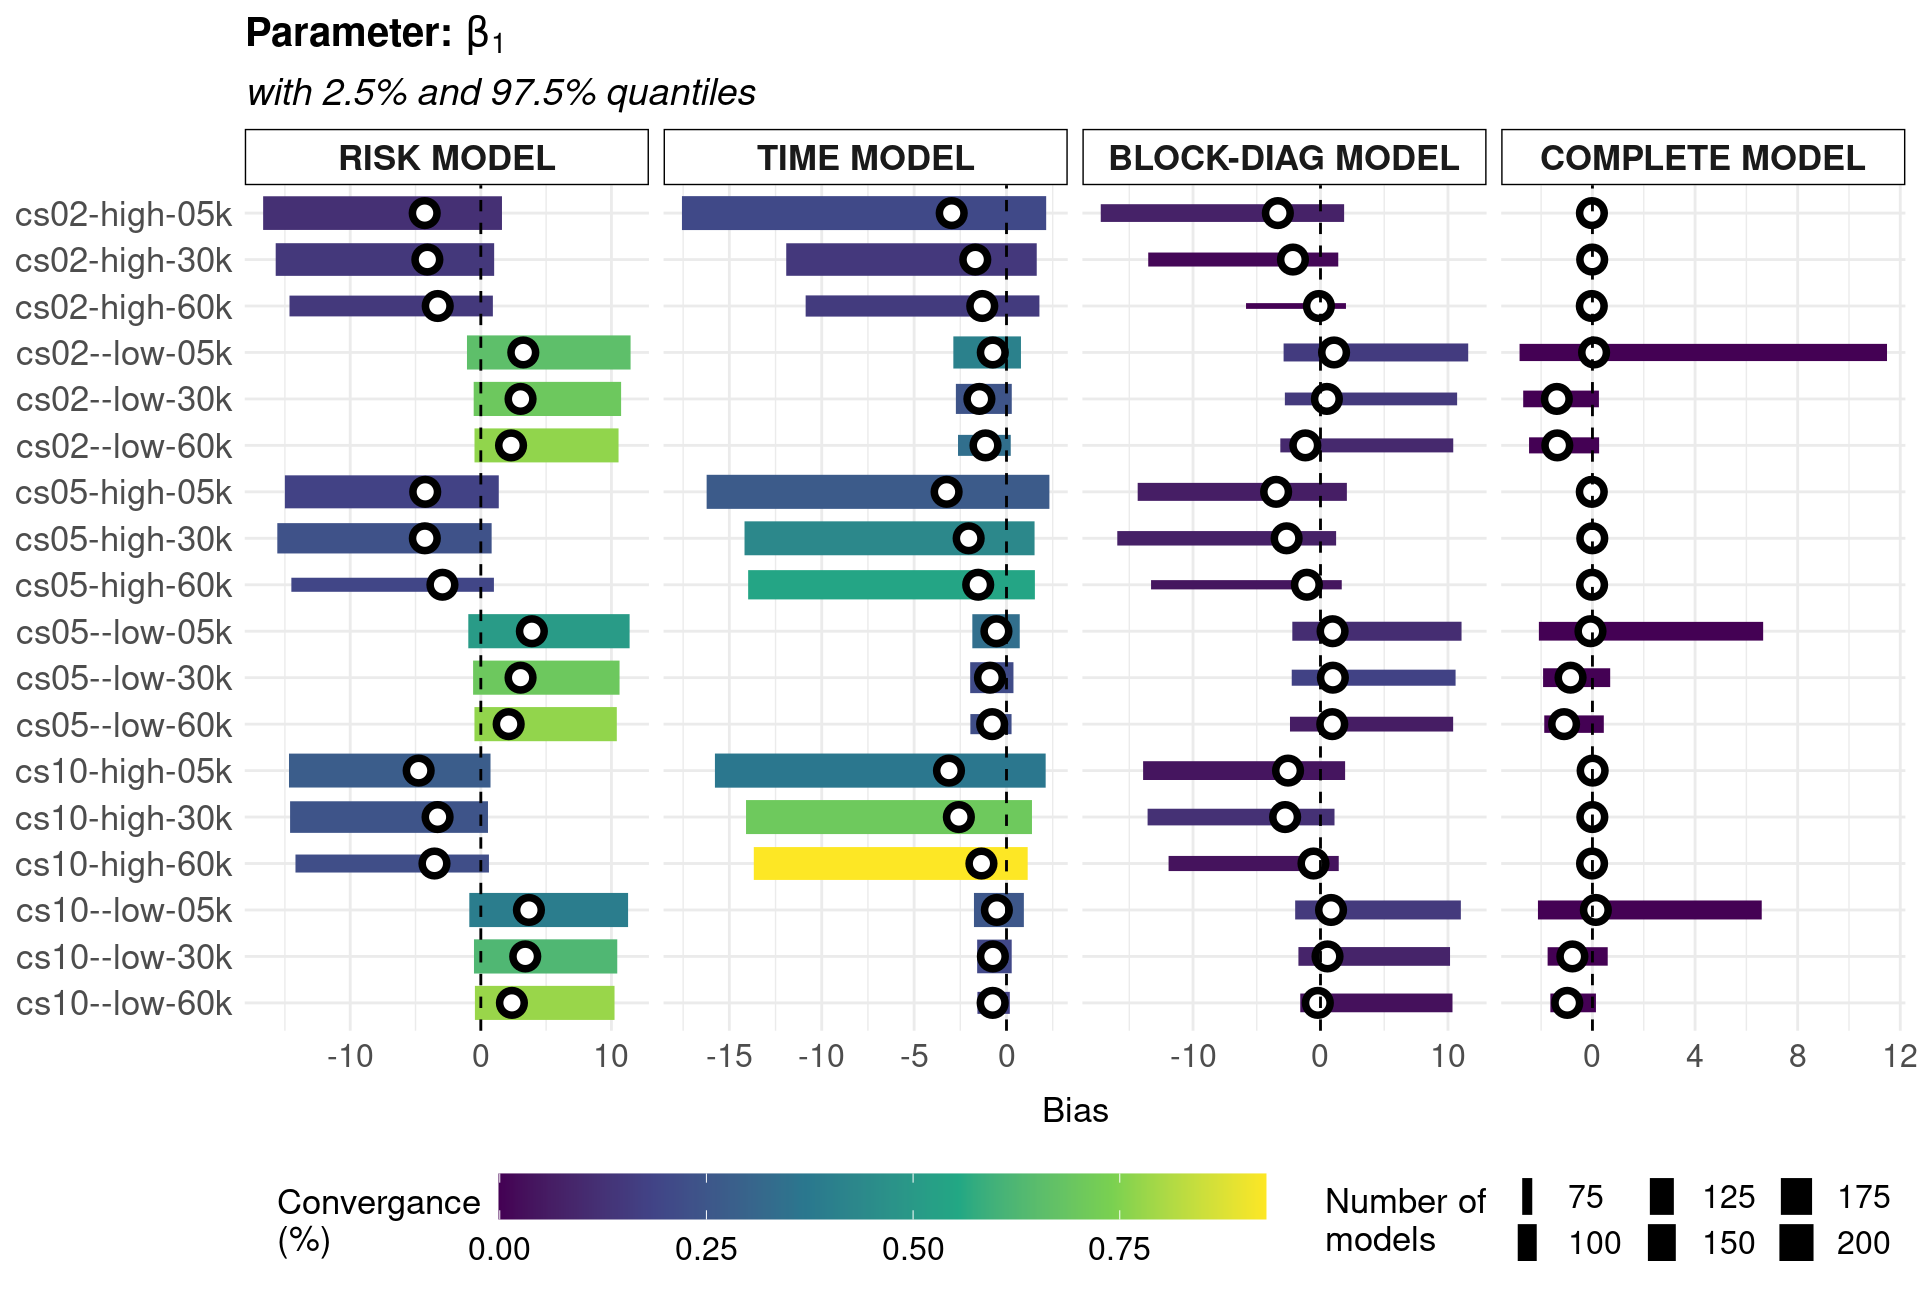 Parameter: β₁
with 2.5% and 97.5% quantiles
RISK MODEL TIME MODEL BLOCK-DIAG MODEL COMPLETE MODEL
cs02-high-05k
cs02-high-30k
cs02-high-60k
cs02--low-05k
cs02--low-30k
cs02--low-60k
cs05-high-05k
cs05-high-30k
cs05-high-60k
cs05--low-05k
cs05--low-30k
cs05--low-60k
cs10-high-05k
cs10-high-30k
cs10-high-60k
cs10--low-05k
cs10--low-30k
cs10--low-60k
-10 0 10 -15 -10 -5 0 -10 0 10 0 4 8 12
Bias
Convergance
(%)
0.00 0.25 0.50 0.75
Number of
models
75 125 175
100 150 200